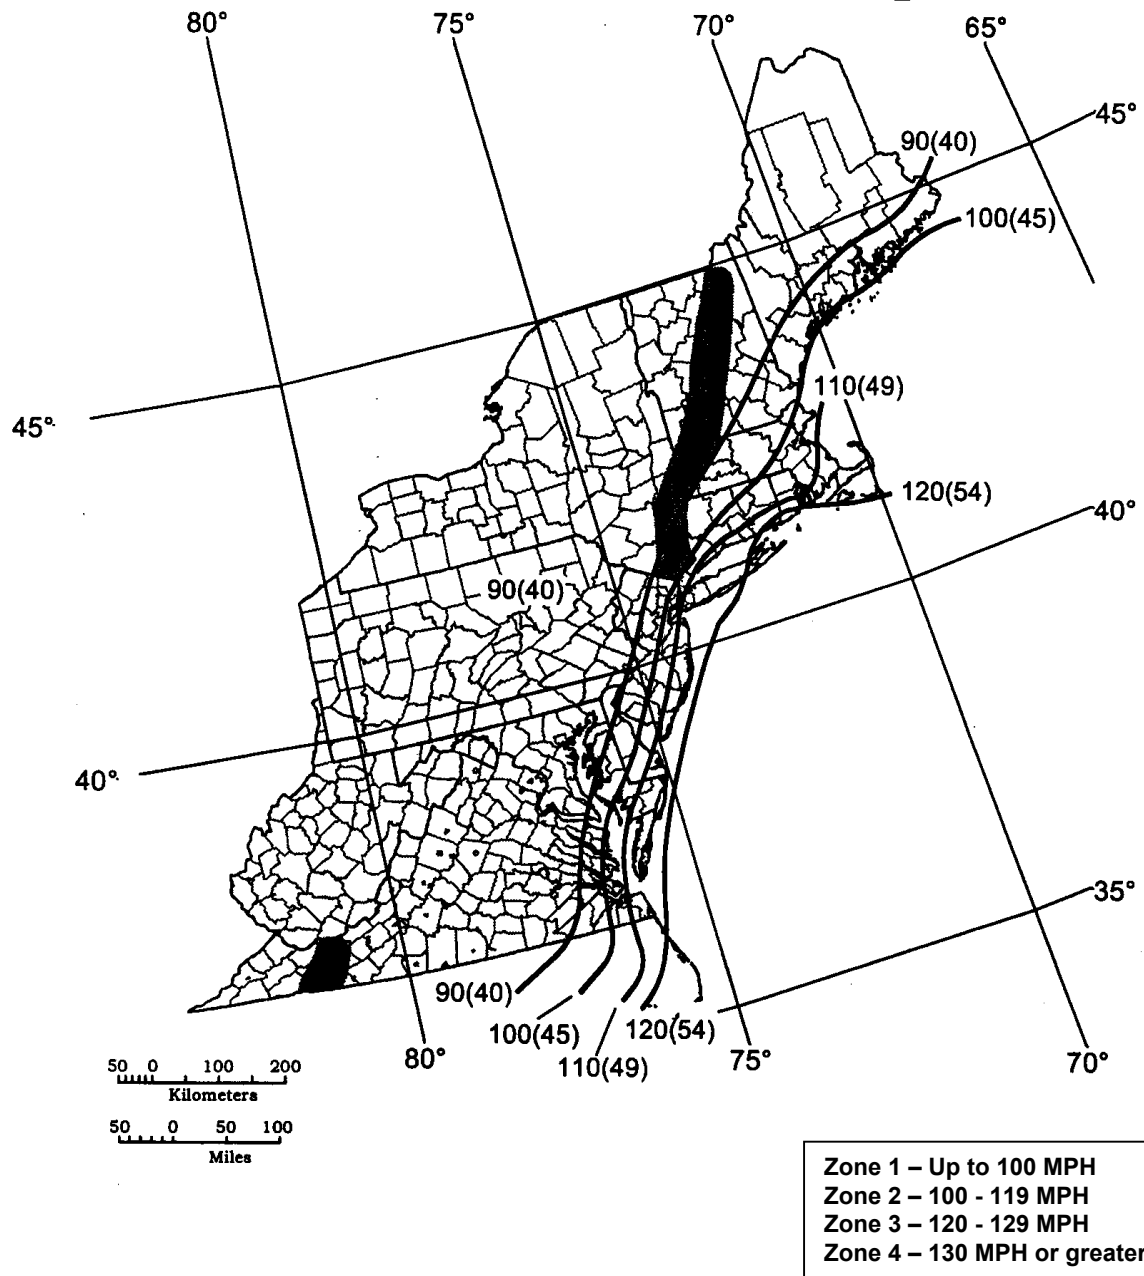 80°
75°
70°
65°
45°
90(40)
100(45)
110(49)
45°
120(54)
40°
90(40)
40°
35°
90(40)
100(45)
120(54)
110(49)
80°
75°
70°
50 0 100 200
Kilometers
50 0 50 100
Miles
Zone 1 – Up to 100 MPH
Zone 2 – 100 - 119 MPH
Zone 3 – 120 - 129 MPH
Zone 4 – 130 MPH or greater